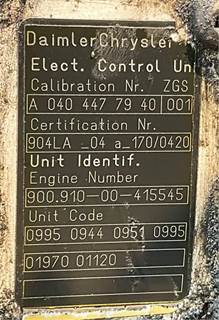 DaimlerChrysler
Elect. Control Un
Calibration Nr. ZGS
A 040 447 79 40 001
Certification Nr.
904LA _04 a_170/0420
Unit Identif.
Engine Number
900.910-00-415545
Unit Code
0995 0944 0951 0995
01970 01120